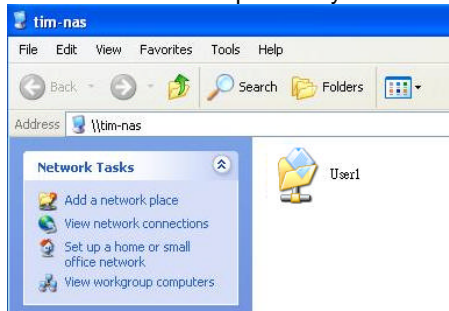 tim-nas
File Edit View Favorites Tools Help
Back Search Folders
Address \\tim-nas
Network Tasks
User1
Add a network place
View network connections
Set up a home or small
office network
View workgroup computers